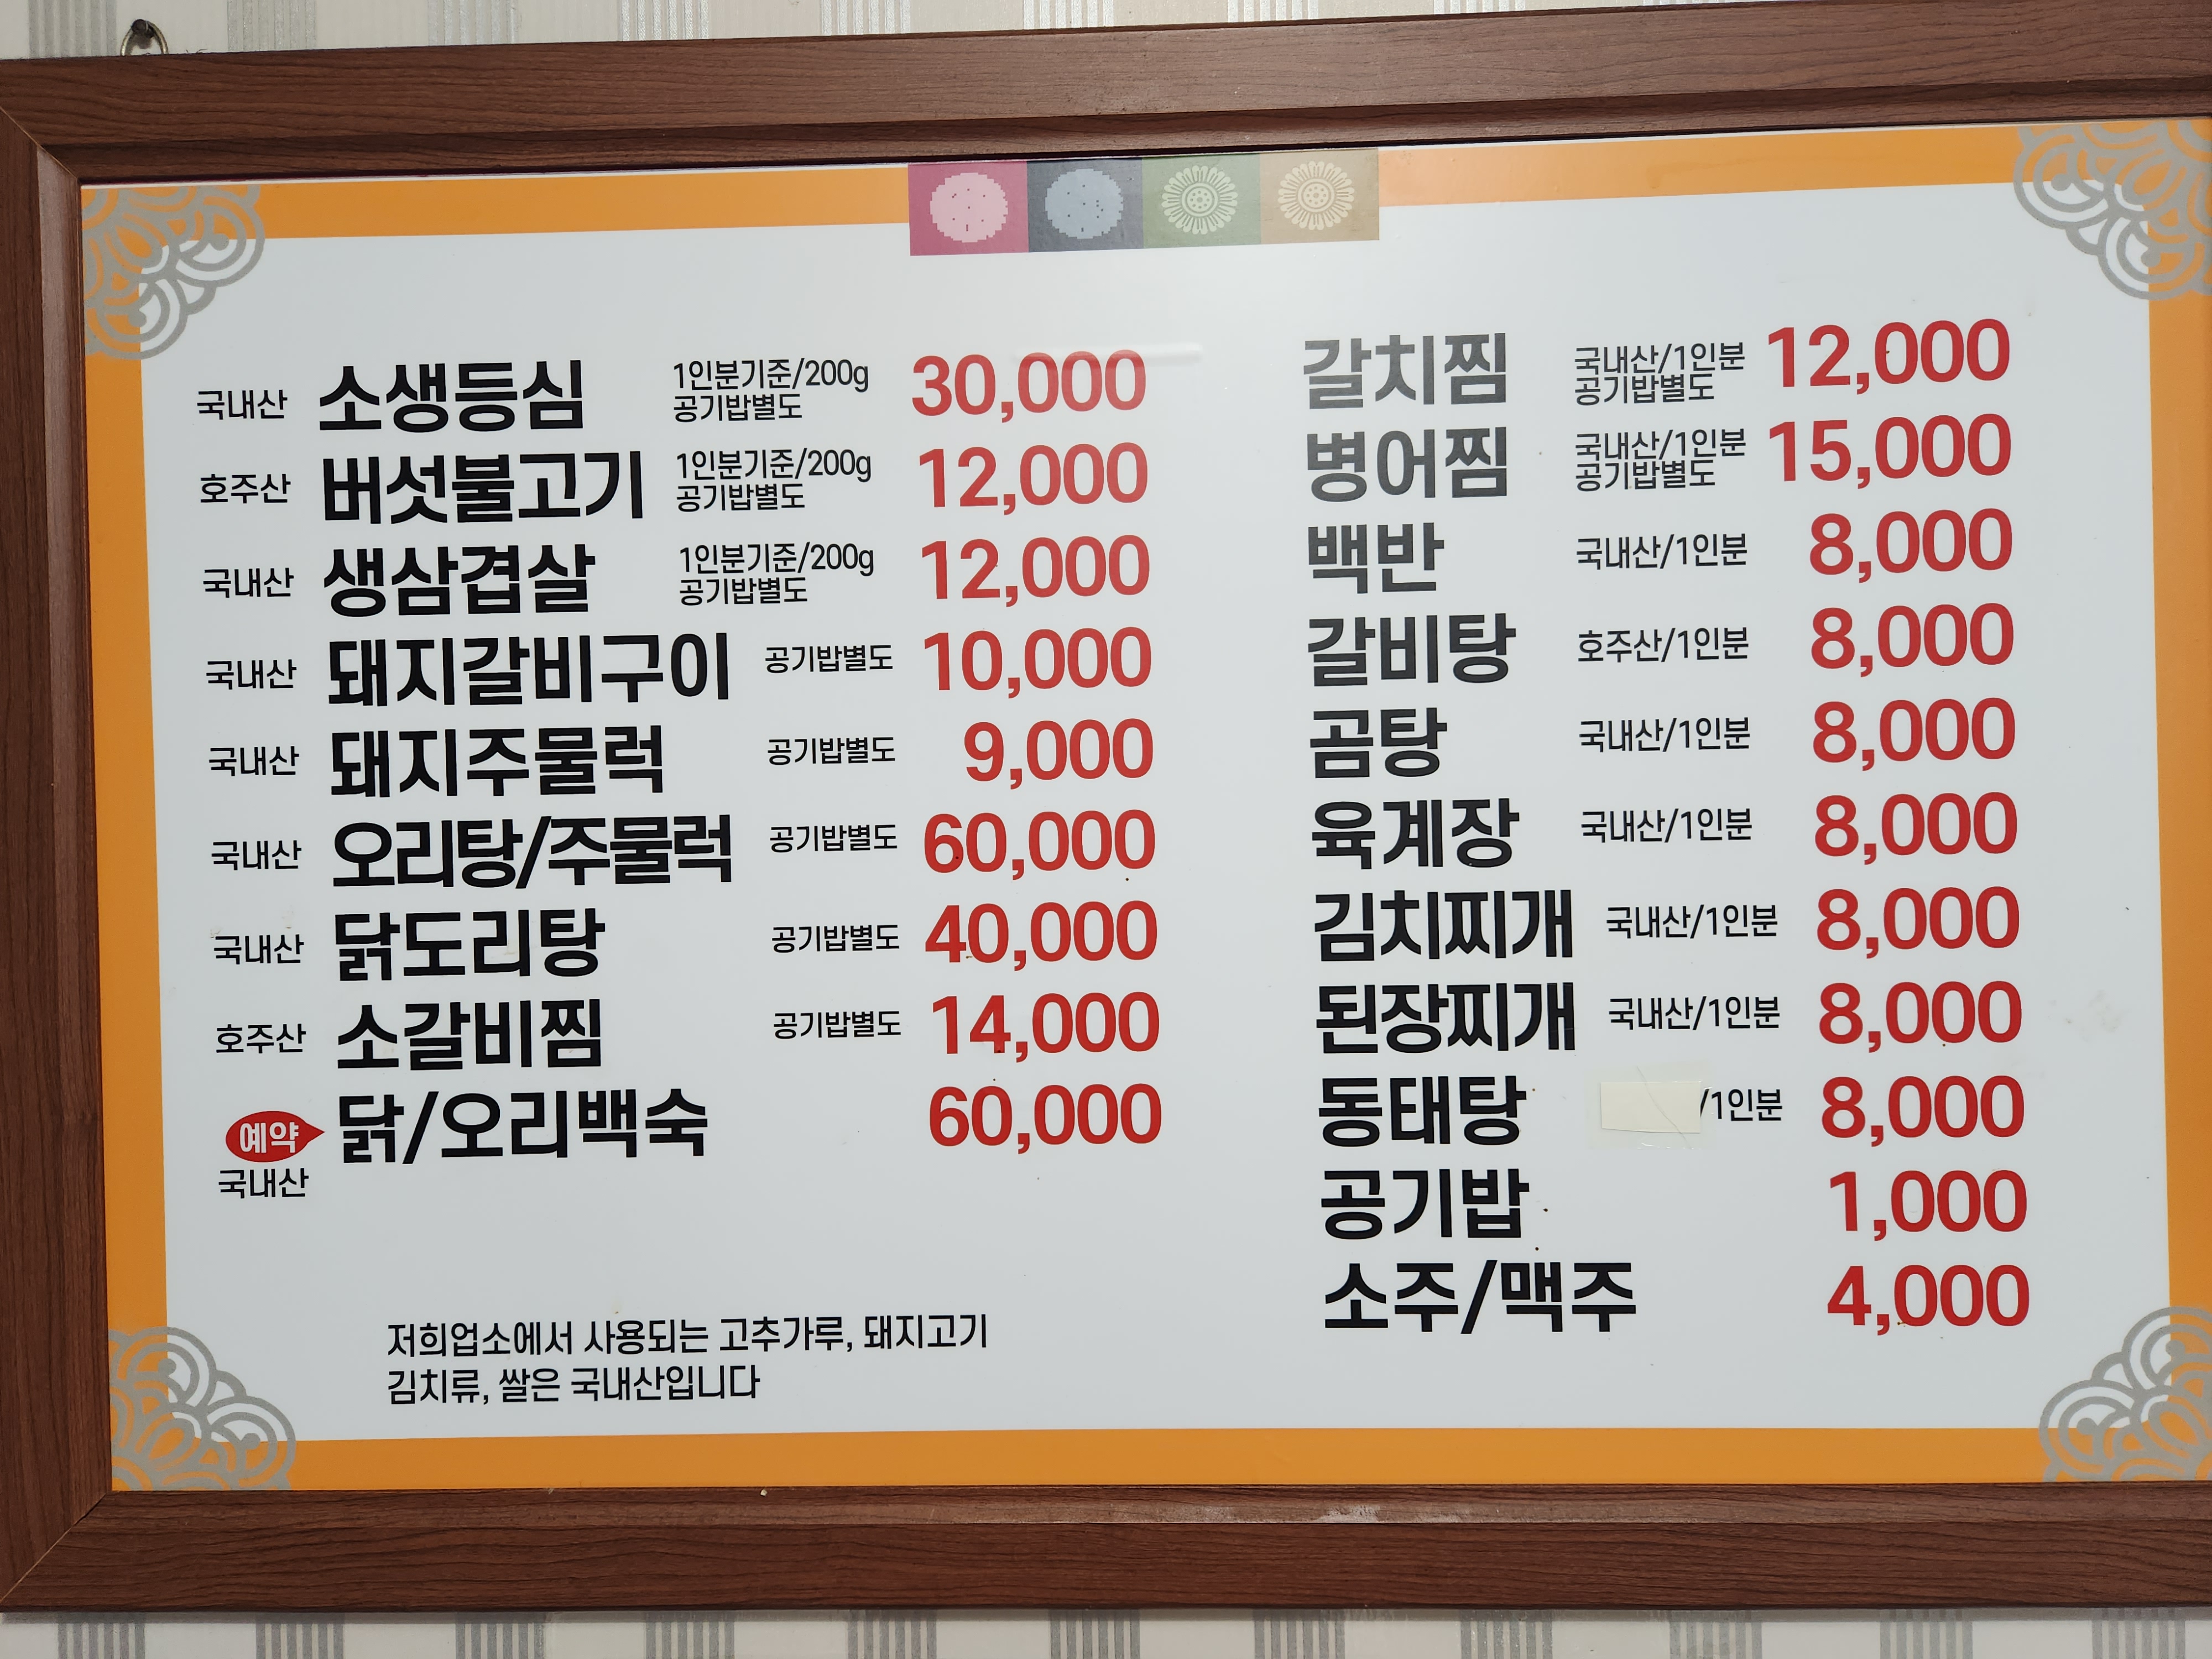 국내산 소생등심 1인분기준/200g 공기밥별도 30,000
호주산 버섯불고기 1인분기준/200g 공기밥별도 12,000
국내산 생삼겹살 1인분기준/200g 공기밥별도 12,000
국내산 돼지갈비구이 공기밥별도 10,000
국내산 돼지주물럭 공기밥별도 9,000
국내산 오리탕/주물럭 공기밥별도 60,000
국내산 닭도리탕 공기밥별도 40,000
호주산 소갈비찜 공기밥별도 14,000
예약 국내산 닭/오리백숙 60,000
저희업소에서 사용되는 고추가루, 돼지고기
김치류, 쌀은 국내산입니다
갈치찜 국내산/1인분 공기밥별도 12,000
병어찜 국내산/1인분 공기밥별도 15,000
백반 국내산/1인분 8,000
갈비탕 호주산/1인분 8,000
곰탕 국내산/1인분 8,000
육계장 국내산/1인분 8,000
김치찌개 국내산/1인분 8,000
된장찌개 국내산/1인분 8,000
동태탕 /1인분 8,000
공기밥 1,000
소주/맥주 4,000